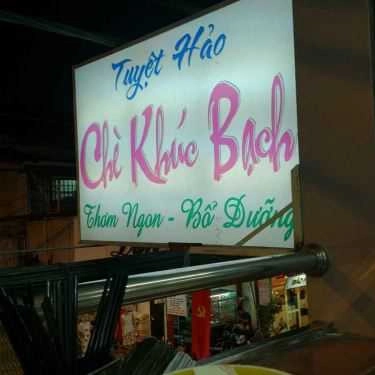 Tuyệt Hảo
Chè Khúc Bạch
Thơm Ngon - Bổ Dưỡng